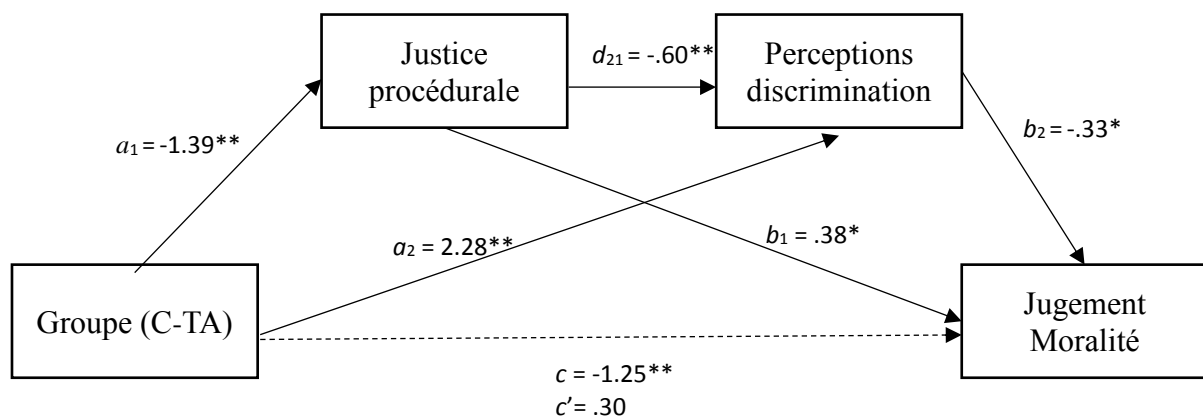 Justice
procédurale
d21 = -.60**
Perceptions
discrimination
a1 = -1.39**
b2 = -.33*
a2 = 2.28**
b1 = .38*
Groupe (C-TA)
Jugement
Moralité
c = -1.25**
c’= .30